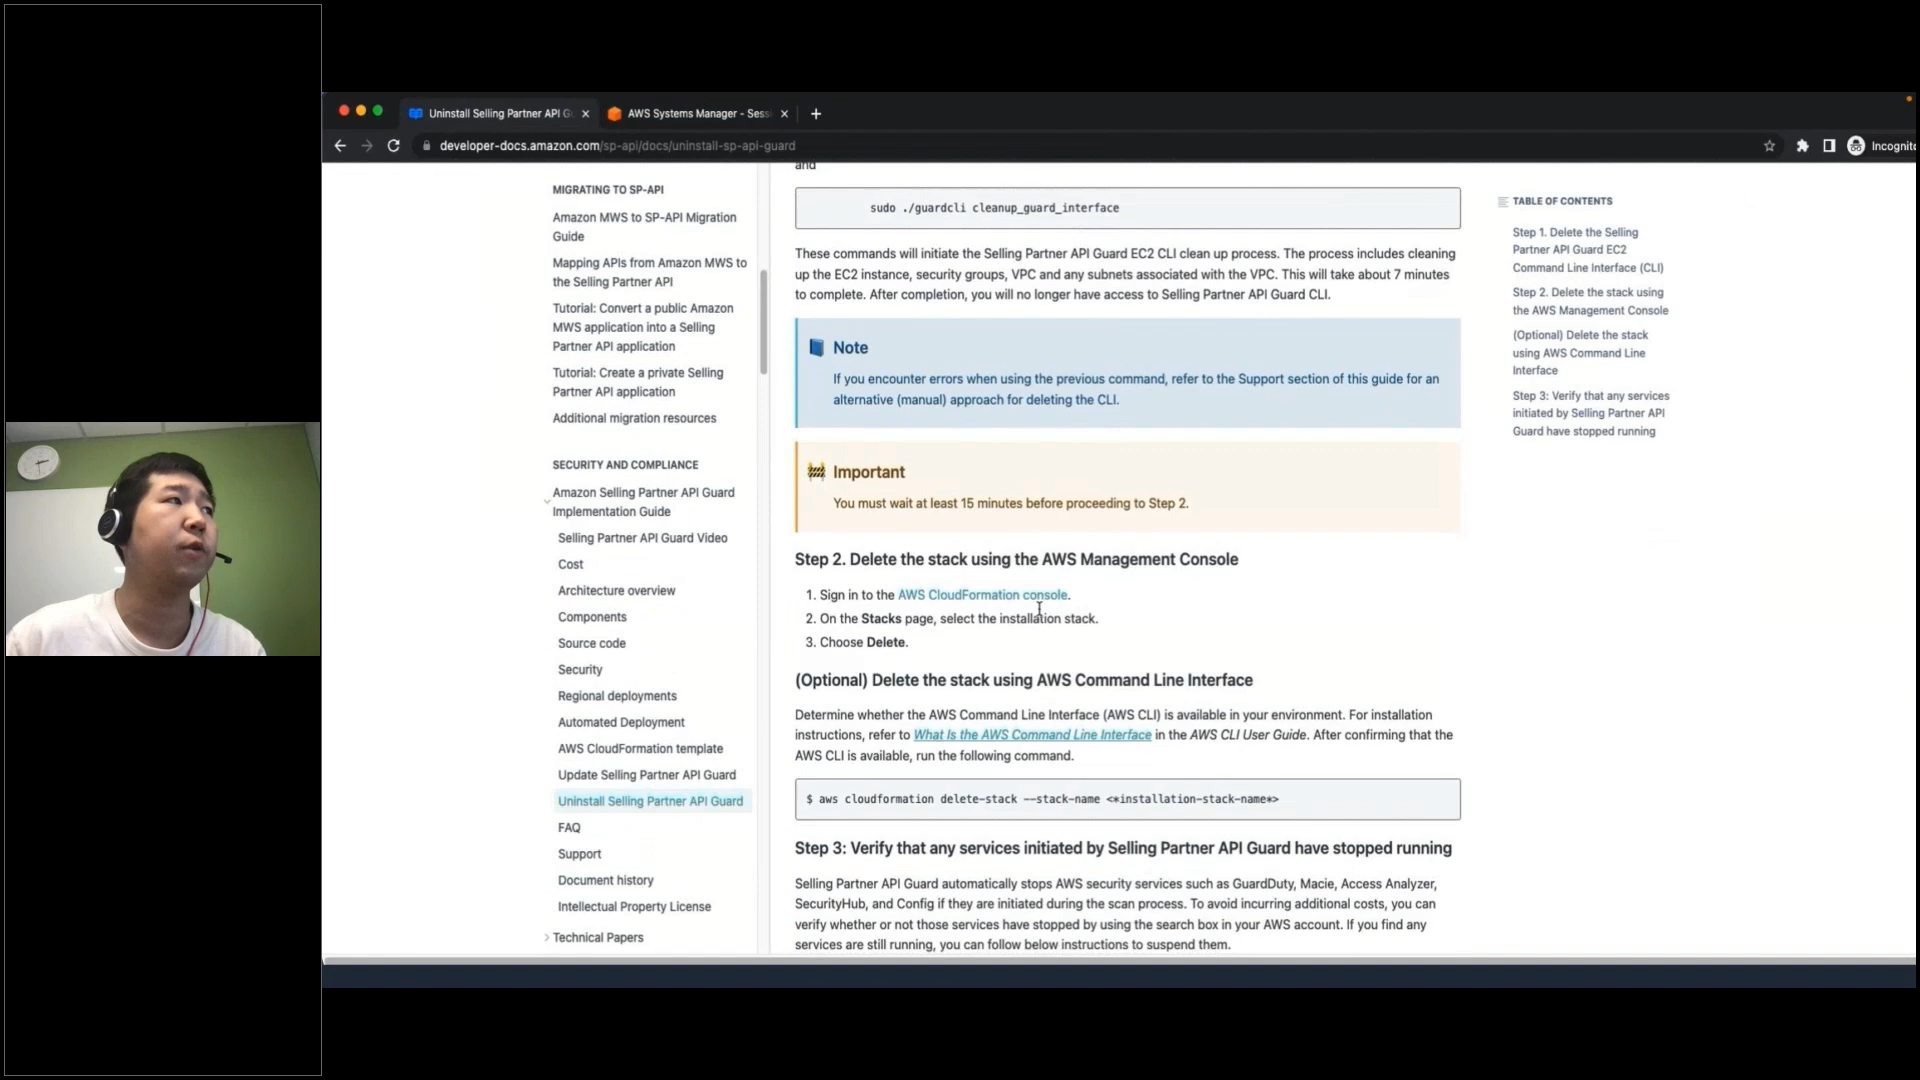 Uninstall Selling Partner API G
AWS Systems Manager - Sess
developer-docs.amazon.com/sp-api/docs/uninstall-sp-api-guard
Incognito
MIGRATING TO SP-API
Amazon MWS to SP-API Migration
Guide
Mapping APIs from Amazon MWS to
the Selling Partner API
Tutorial: Convert a public Amazon
MWS application into a Selling
Partner API application
Tutorial: Create a private Selling
Partner API application
Additional migration resources
SECURITY AND COMPLIANCE
Amazon Selling Partner API Guard
Implementation Guide
Selling Partner API Guard Video
Cost
Architecture overview
Components
Source code
Security
Regional deployments
Automated Deployment
AWS CloudFormation template
Update Selling Partner API Guard
Uninstall Selling Partner API Guard
FAQ
Support
Document history
Intellectual Property License
Technical Papers
and
sudo ./guardcli cleanup_guard_interface
These commands will initiate the Selling Partner API Guard EC2 CLI clean up process. The process includes cleaning
up the EC2 instance, security groups, VPC and any subnets associated with the VPC. This will take about 7 minutes
to complete. After completion, you will no longer have access to Selling Partner API Guard CLI.
Note
If you encounter errors when using the previous command, refer to the Support section of this guide for an
alternative (manual) approach for deleting the CLI.
Important
You must wait at least 15 minutes before proceeding to Step 2.
Step 2. Delete the stack using the AWS Management Console
1. Sign in to the AWS CloudFormation console.
2. On the Stacks page, select the installation stack.
3. Choose Delete.
(Optional) Delete the stack using AWS Command Line Interface
Determine whether the AWS Command Line Interface (AWS CLI) is available in your environment. For installation
instructions, refer to What Is the AWS Command Line Interface in the AWS CLI User Guide. After confirming that the
AWS CLI is available, run the following command.
$ aws cloudformation delete-stack --stack-name <*installation-stack-name*>
Step 3: Verify that any services initiated by Selling Partner API Guard have stopped running
Selling Partner API Guard automatically stops AWS security services such as GuardDuty, Macie, Access Analyzer,
SecurityHub, and Config if they are initiated during the scan process. To avoid incurring additional costs, you can
verify whether or not those services have stopped by using the search box in your AWS account. If you find any
services are still running, you can follow below instructions to suspend them.
TABLE OF CONTENTS
Step 1. Delete the Selling
Partner API Guard EC2
Command Line Interface (CLI)
Step 2. Delete the stack using
the AWS Management Console
(Optional) Delete the stack
using AWS Command Line
Interface
Step 3: Verify that any services
initiated by Selling Partner API
Guard have stopped running